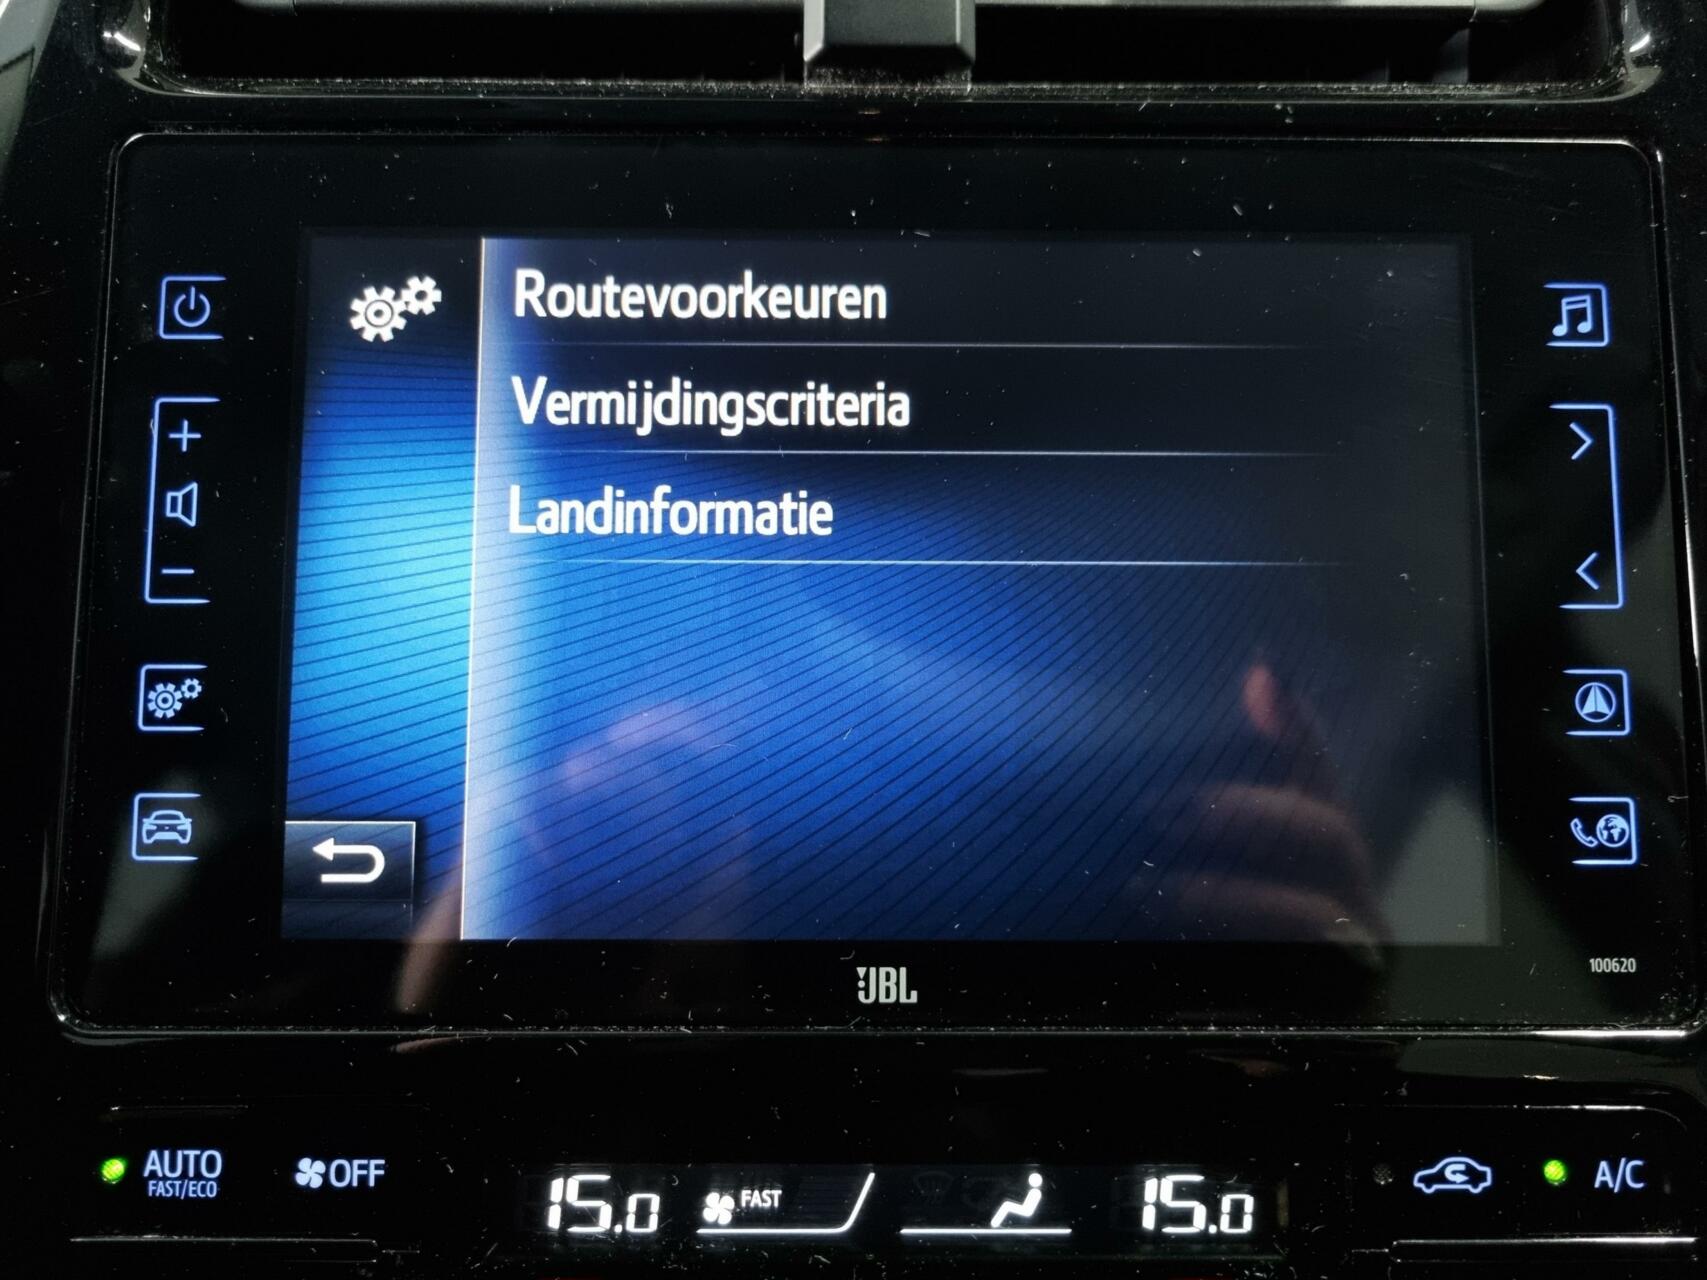 Routevoorkeuren
Vermijdingscriteria
Landinformatie
JBL
100620
AUTO
FAST/ECO
OFF
15.0
FAST
15.0
A/C